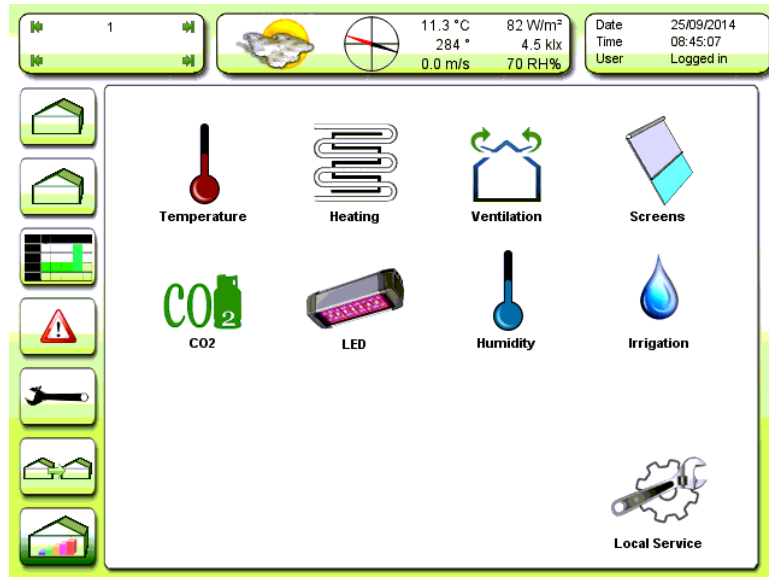 1
11.3 °C 82 W/m²
284 ° 4.5 klx
0.0 m/s 70 RH%
Date 25/09/2014
Time 08:45:07
User Logged in
Temperature Heating Ventilation Screens
CO2
CO2 LED Humidity Irrigation
Local Service